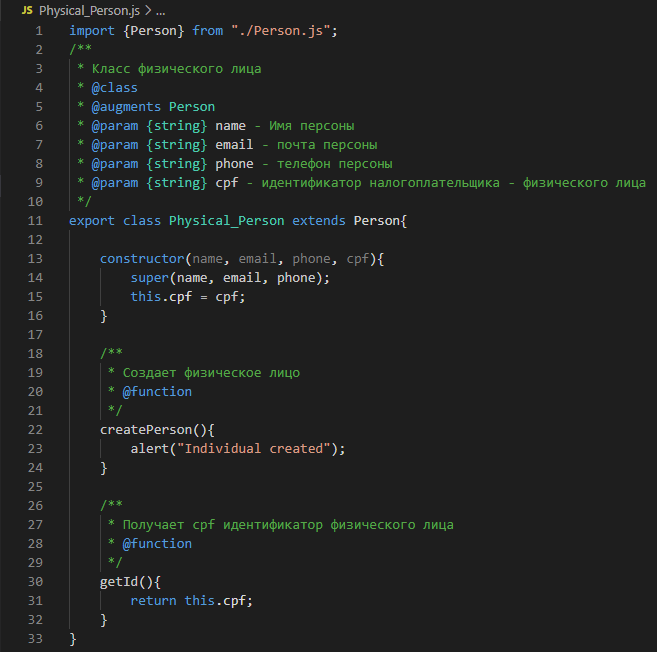 JS Physical_Person.js > ...
1 import {Person} from "./Person.js";
2 /**
3 * Класс физического лица
4 * @class
5 * @augments Person
6 * @param {string} name - Имя персоны
7 * @param {string} email - почта персоны
8 * @param {string} phone - телефон персоны
9 * @param {string} cpf - идентификатор налогоплательщика - физического лица
10 */
11 export class Physical_Person extends Person{
12
13 constructor(name, email, phone, cpf){
14 super(name, email, phone);
15 this.cpf = cpf;
16 }
17
18 /**
19 * Создает физическое лицо
20 * @function
21 */
22 createPerson(){
23 alert("Individual created");
24 }
25
26 /**
27 * Получает cpf идентификатор физического лица
28 * @function
29 */
30 getId(){
31 return this.cpf;
32 }
33 }